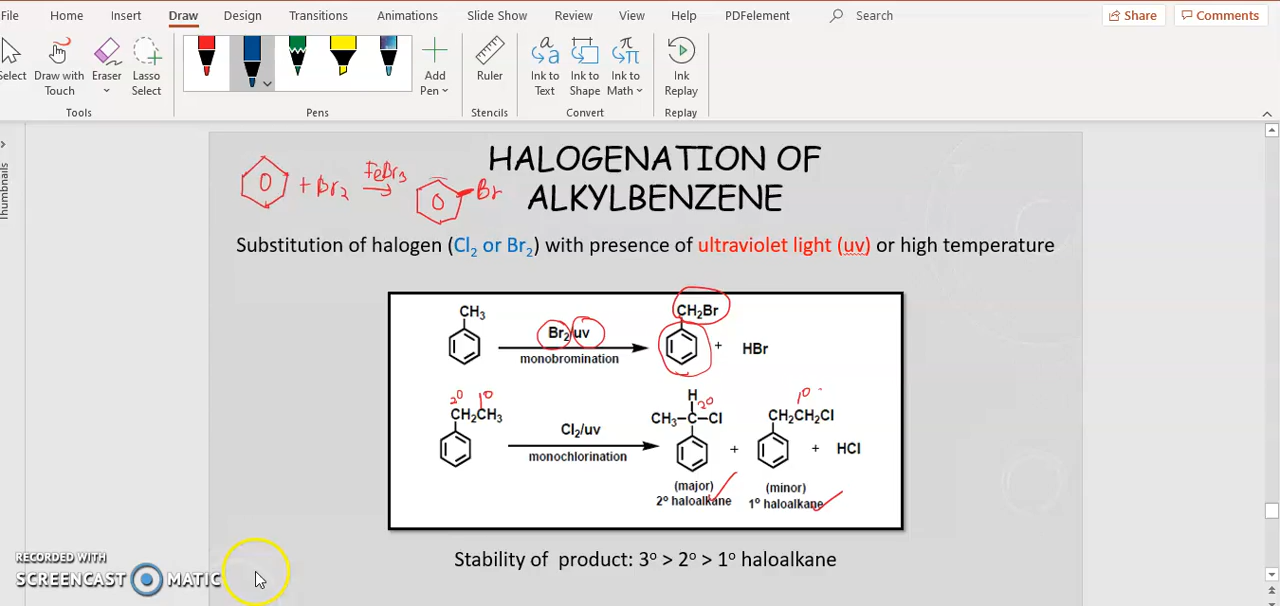 File Home Insert Draw Design Transitions Animations Slide Show Review View Help PDFelement Search Share Comments
Select Draw with Touch Eraser Lasso Select Add Pen Ruler Ink to Text Ink to Shape Ink to Math Ink Replay
Tools Pens Stencils Convert Replay
Thumbnails
HALOGENATION OF
ALKYLBENZENE
+ Br₂ FeBr₃ Br
Substitution of halogen (Cl₂ or Br₂) with presence of ultraviolet light (uv) or high temperature
CH₃ CH₂Br
Br₂/uv
monobromination + HBr
2° 1° H 2° 1°
CH₂CH₃ CH₃–C–Cl CH₂CH₂Cl
Cl₂/uv
monochlorination + + HCl
(major) (minor)
2° haloalkane 1° haloalkane
Stability of product: 3° > 2° > 1° haloalkane
RECORDED WITH
SCREENCAST MATIC